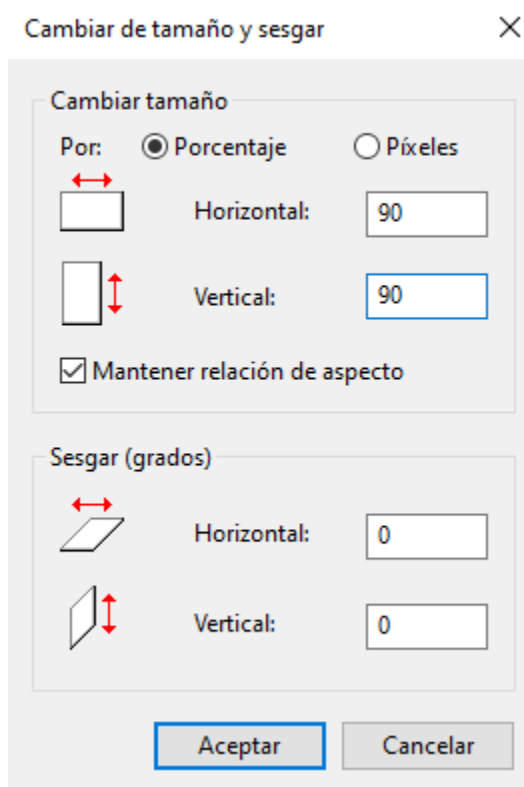 Cambiar de tamaño y sesgar
Cambiar tamaño
Por: Porcentaje Píxeles
Horizontal: 90
Vertical: 90
Mantener relación de aspecto
Sesgar (grados)
Horizontal: 0
Vertical: 0
Aceptar Cancelar